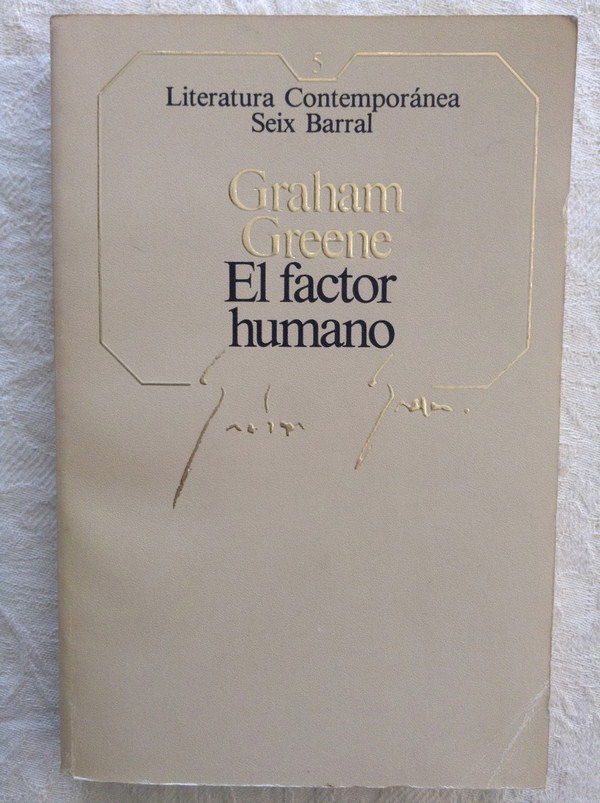 5
Literatura Contemporánea
Seix Barral
Graham
Greene
El factor
humano